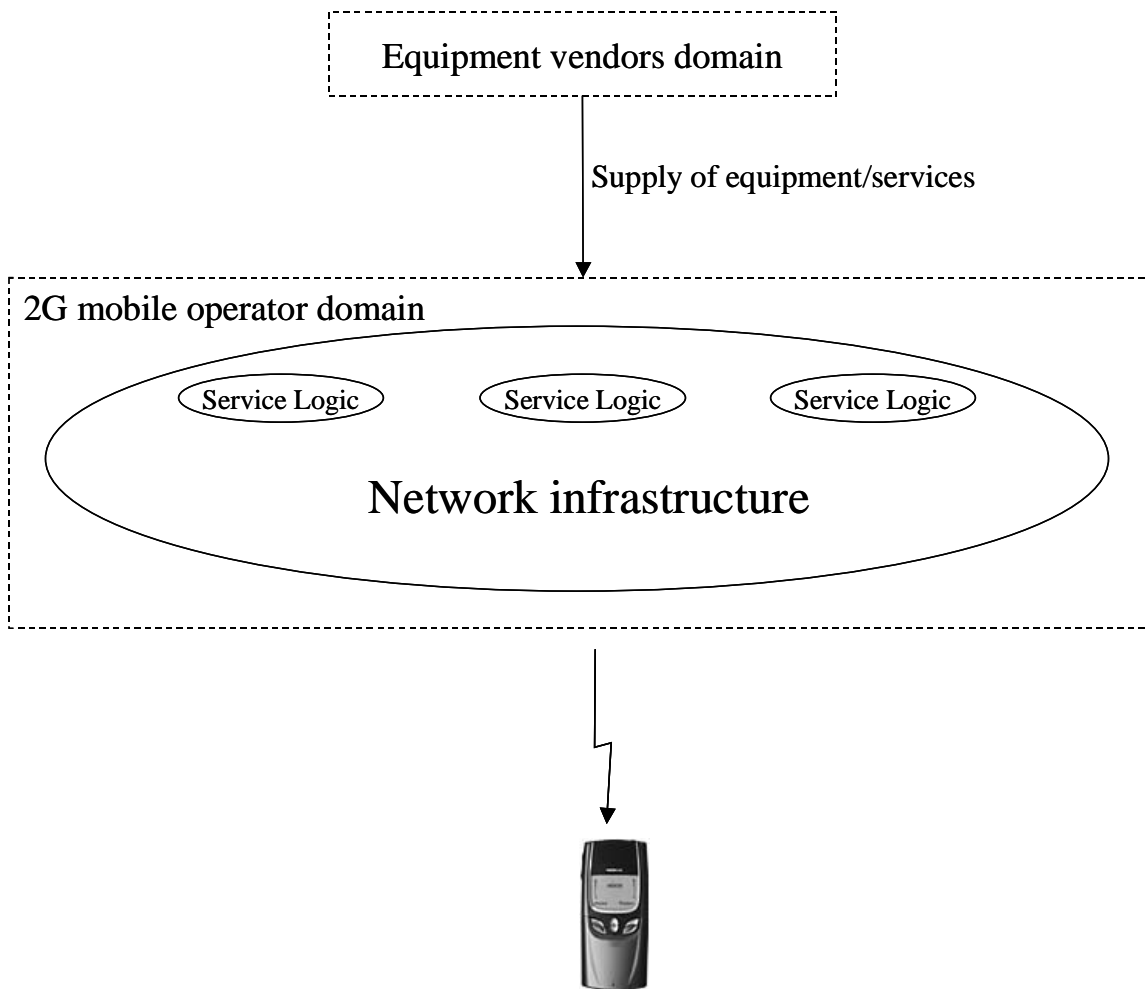 Equipment vendors domain
Supply of equipment/services
2G mobile operator domain
Service Logic Service Logic Service Logic
Network infrastructure